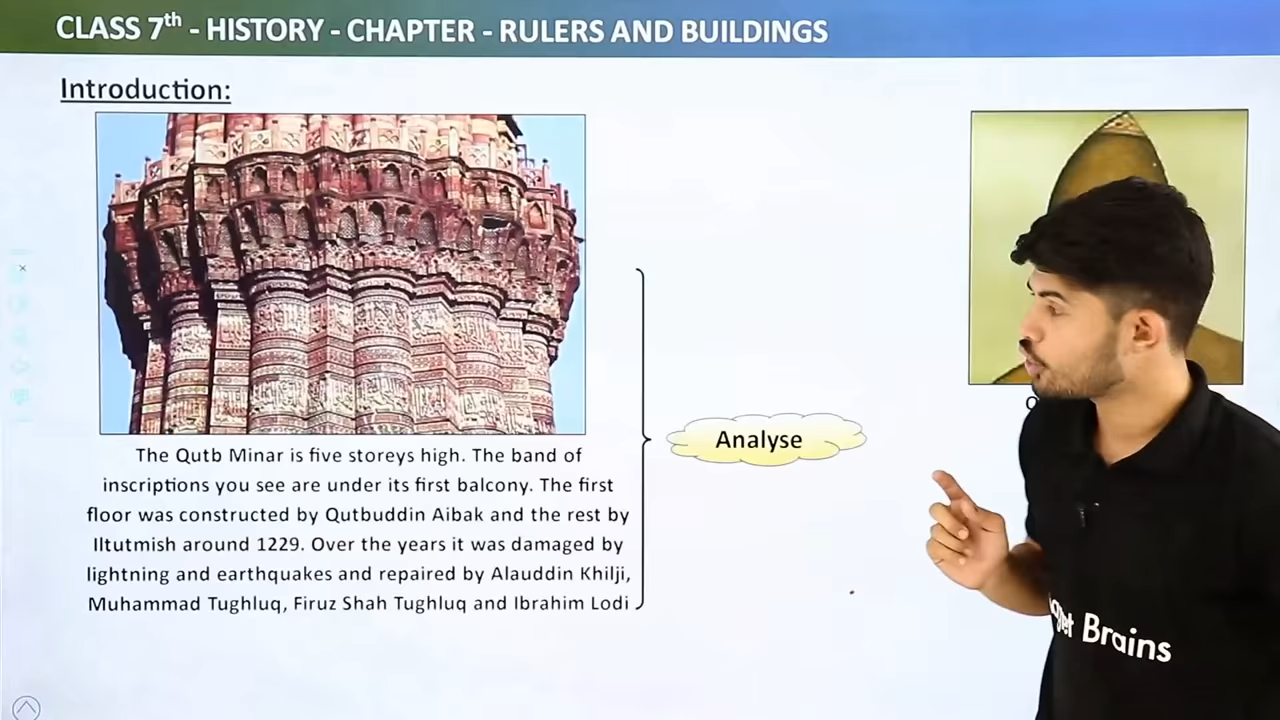 CLASS 7th - HISTORY - CHAPTER - RULERS AND BUILDINGS
Introduction:
The Qutb Minar is five storeys high. The band of
inscriptions you see are under its first balcony. The first
floor was constructed by Qutbuddin Aibak and the rest by
Iltutmish around 1229. Over the years it was damaged by
lightning and earthquakes and repaired by Alauddin Khilji,
Muhammad Tughluq, Firuz Shah Tughluq and Ibrahim Lodi
Analyse
Brains